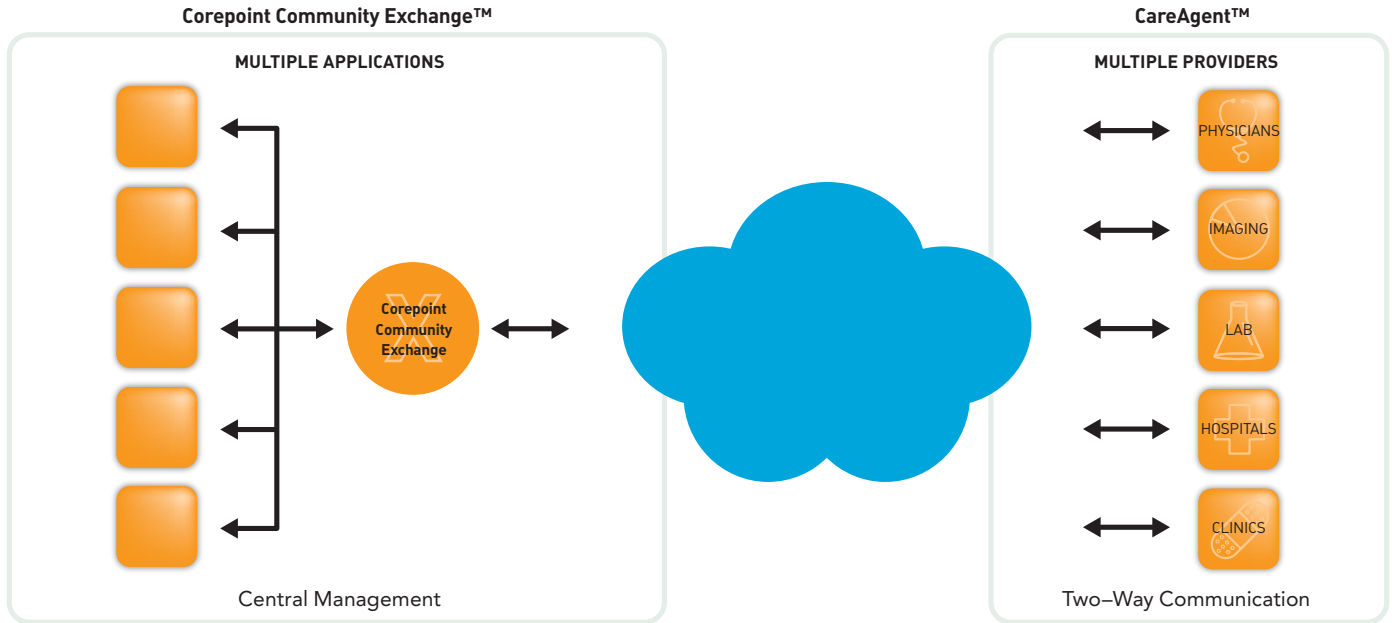 Corepoint Community Exchange™
CareAgent™
MULTIPLE APPLICATIONS
MULTIPLE PROVIDERS
PHYSICIANS
IMAGING
Corepoint
Community
Exchange
LAB
HOSPITALS
CLINICS
Central Management
Two–Way Communication